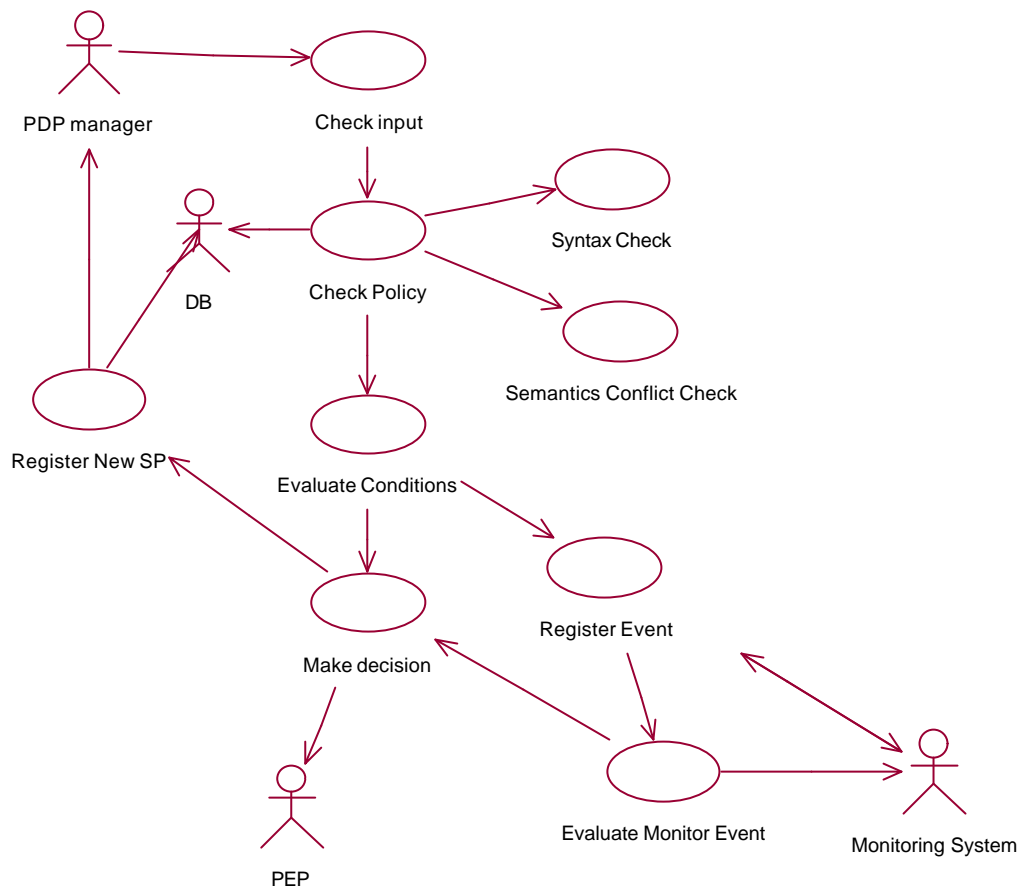 PDP manager
Check input
Syntax Check
DB
Check Policy
Semantics Conflict Check
Register New SP
Evaluate Conditions
Register Event
Make decision
Evaluate Monitor Event
Monitoring System
PEP